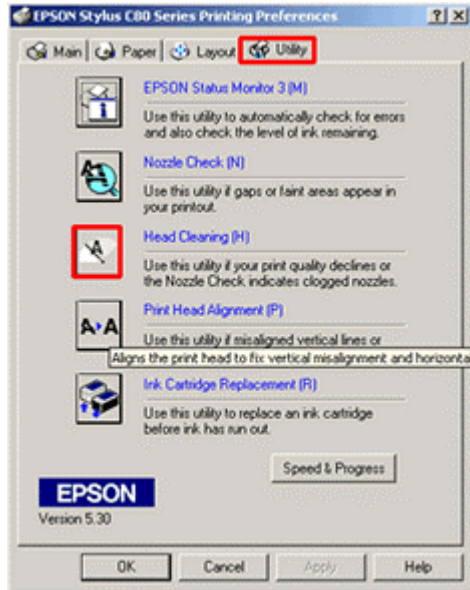 EPSON Stylus C80 Series Printing Preferences
Main Paper Layout Utility
EPSON Status Monitor 3 (M)
Use this utility to automatically check for errors
and also check the level of ink remaining.
Nozzle Check (N)
Use this utility if gaps or faint areas appear in
your printout.
Head Cleaning (H)
Use this utility if your print quality declines or
the Nozzle Check indicates clogged nozzles.
Print Head Alignment (P)
Use this utility if misaligned vertical lines or
Aligns the print head to fix vertical misalignment and horizonta
Ink Cartridge Replacement (R)
Use this utility to replace an ink cartridge
before ink has run out.
Speed & Progress
EPSON
Version 5.30
OK Cancel Apply Help